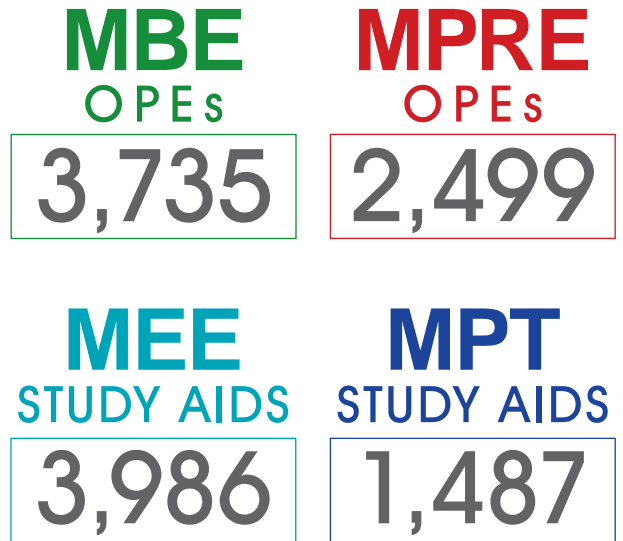 MBE
OPEs
3,735
MPRE
OPEs
2,499
MEE
STUDY AIDS
3,986
MPT
STUDY AIDS
1,487